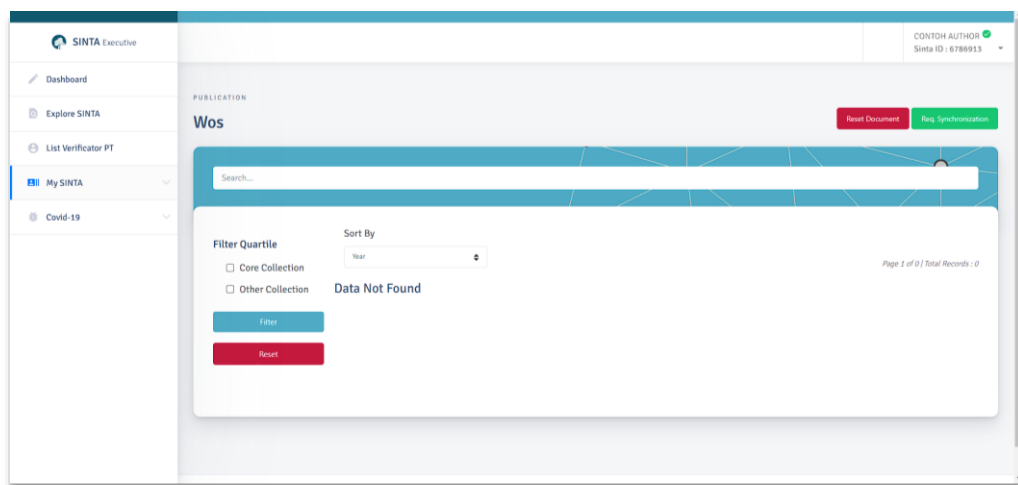 SINTA Executive
CONTOH AUTHOR
Sinta ID : 6786913
Dashboard
Explore SINTA
List Verificator PT
My SINTA
Covid-19
PUBLICATION
Wos
Reset Document
Req. Synchronization
Search...
Filter Quartile
Core Collection
Other Collection
Filter
Reset
Sort By
Year
Page 1 of 0 | Total Records : 0
Data Not Found